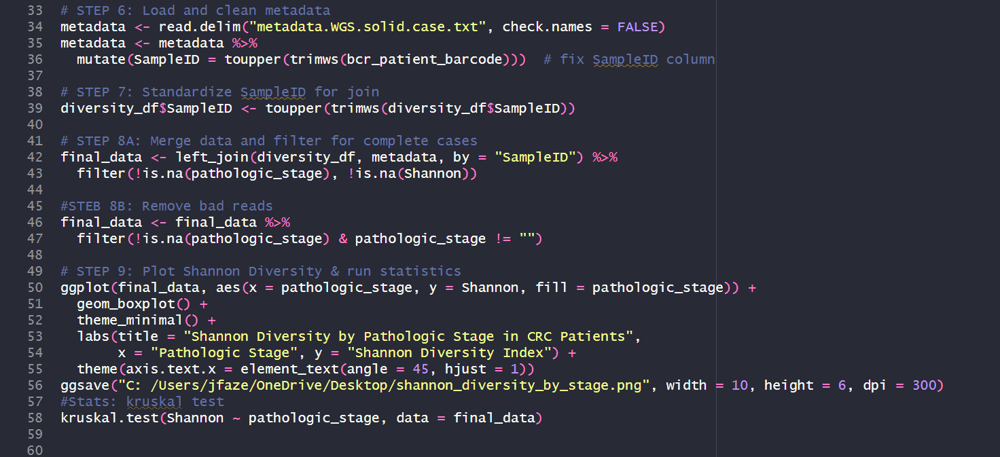 33 # STEP 6: Load and clean metadata
34 metadata <- read.delim("metadata.WGS.solid.case.txt", check.names = FALSE)
35 metadata <- metadata %>%
36   mutate(SampleID = toupper(trimws(bcr_patient_barcode)))  # fix SampleID column
37
38 # STEP 7: Standardize SampleID for join
39 diversity_df$SampleID <- toupper(trimws(diversity_df$SampleID))
40
41 # STEP 8A: Merge data and filter for complete cases
42 final_data <- left_join(diversity_df, metadata, by = "SampleID") %>%
43   filter(!is.na(pathologic_stage), !is.na(Shannon))
44
45 #STEB 8B: Remove bad reads
46 final_data <- final_data %>%
47   filter(!is.na(pathologic_stage) & pathologic_stage != "")
48
49 # STEP 9: Plot Shannon Diversity & run statistics
50 ggplot(final_data, aes(x = pathologic_stage, y = Shannon, fill = pathologic_stage)) +
51   geom_boxplot() +
52   theme_minimal() +
53   labs(title = "Shannon Diversity by Pathologic Stage in CRC Patients",
54        x = "Pathologic Stage", y = "Shannon Diversity Index") +
55   theme(axis.text.x = element_text(angle = 45, hjust = 1))
56 ggsave("C: /Users/jfaze/OneDrive/Desktop/shannon_diversity_by_stage.png", width = 10, height = 6, dpi = 300)
57 #Stats: kruskal test
58 kruskal.test(Shannon ~ pathologic_stage, data = final_data)
59
60